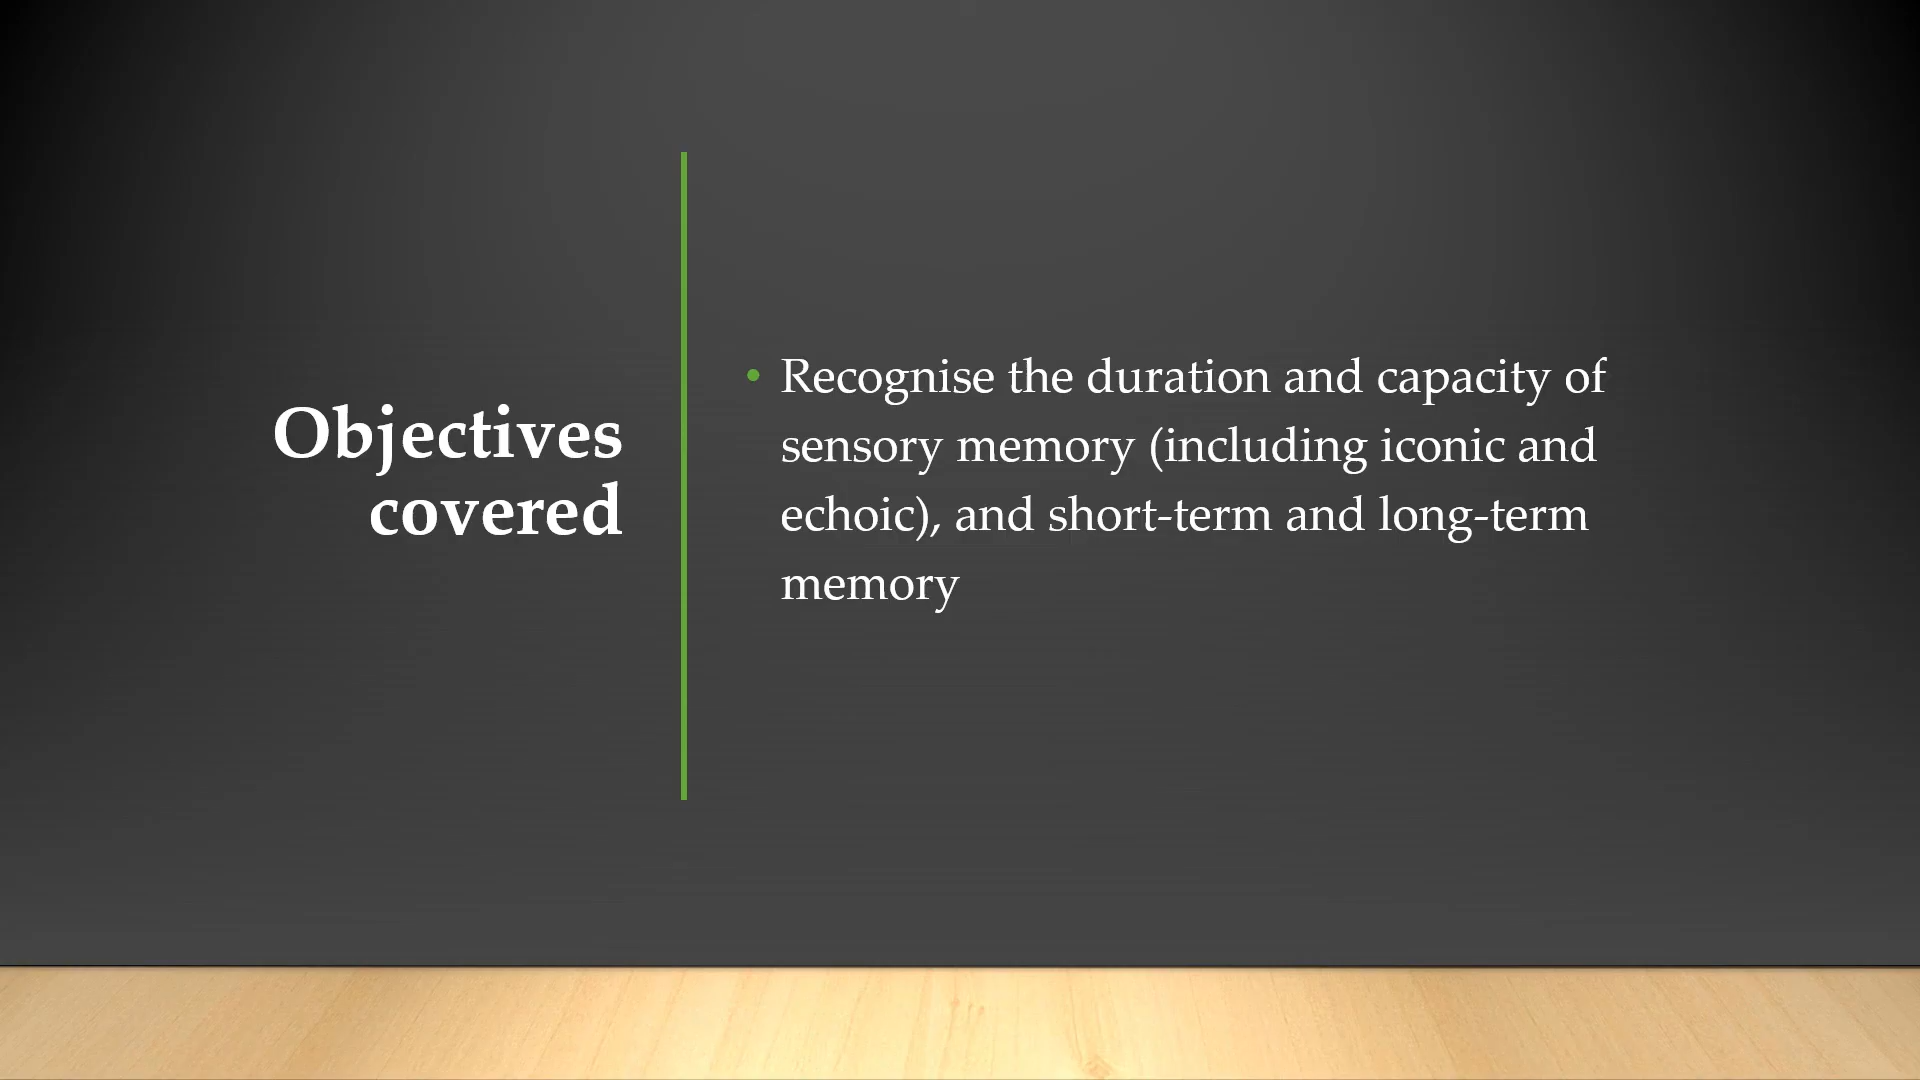 Objectives
covered
• Recognise the duration and capacity of
sensory memory (including iconic and
echoic), and short-term and long-term
memory